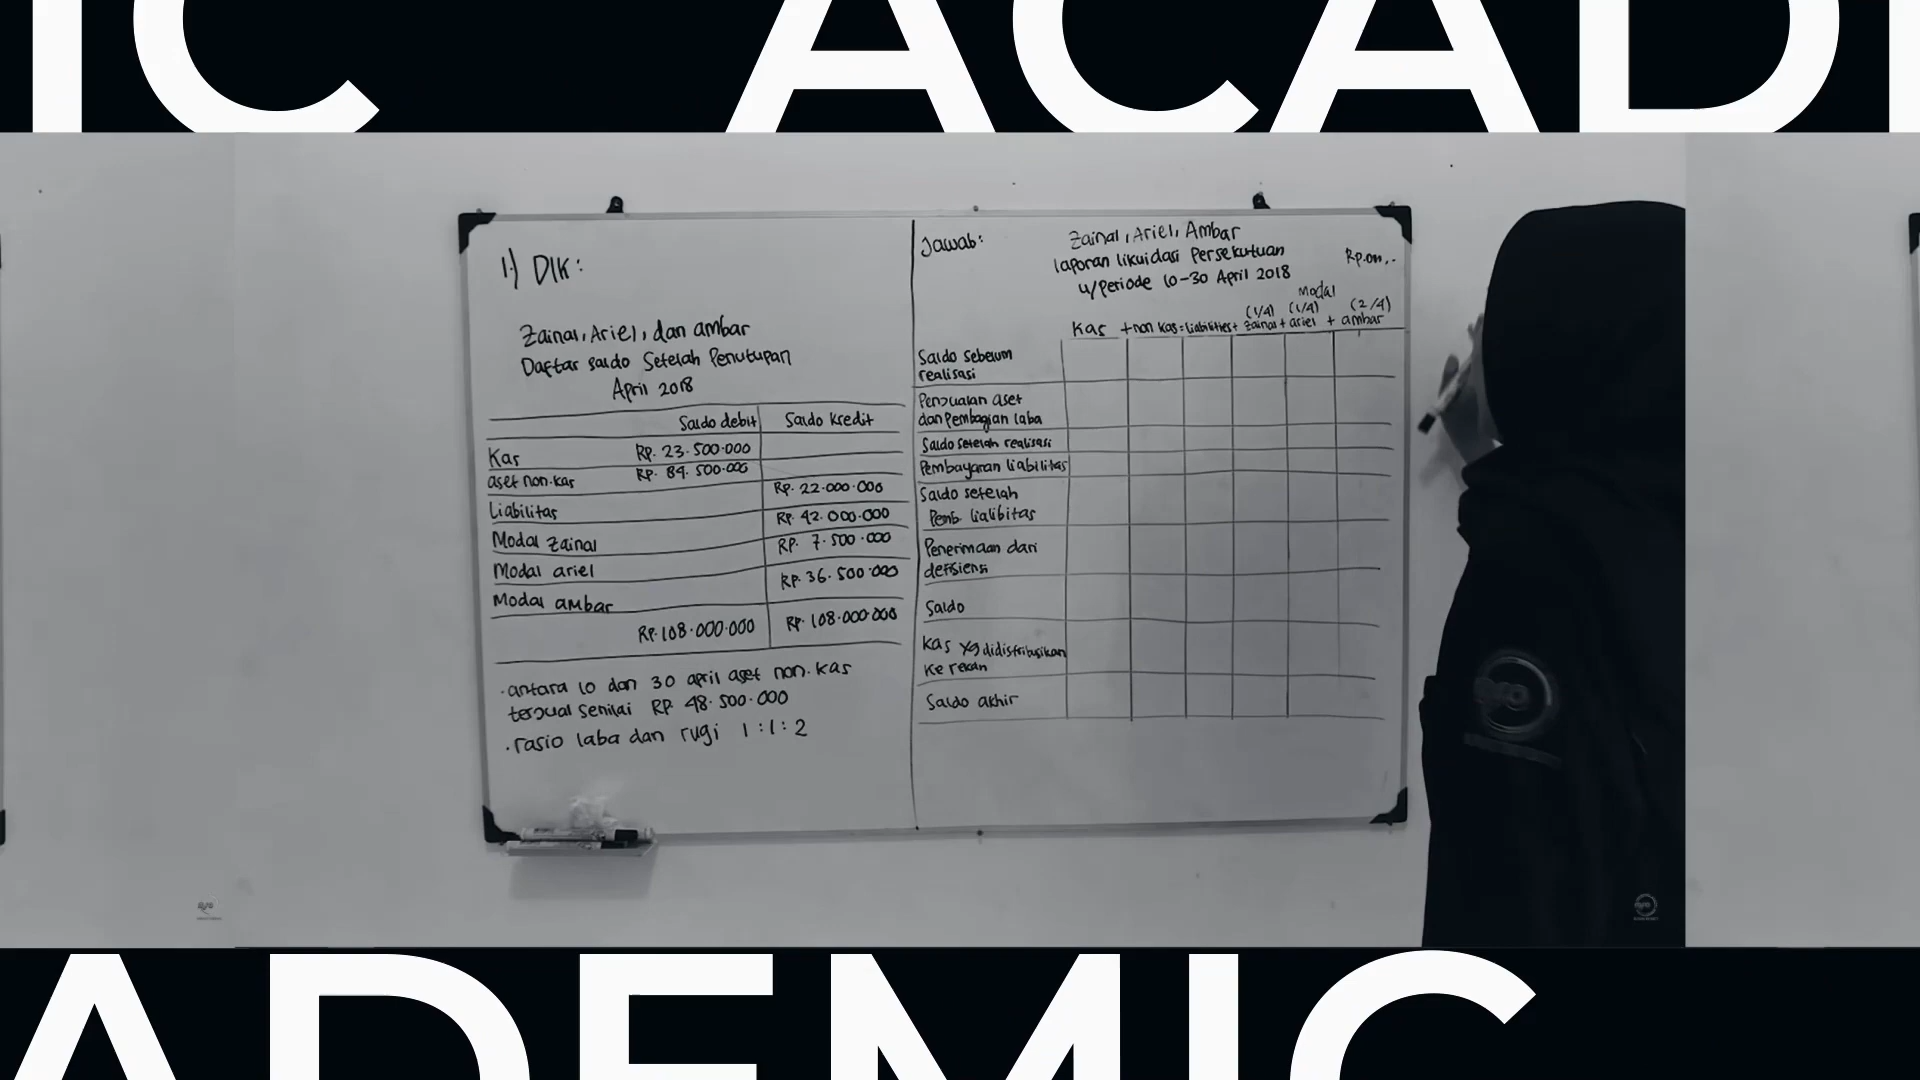 IC ACADE
1.) DIK:
Zainal, Ariel, dan ambar
Daftar saldo Setelah Penutupan
April 2018
Saldo debit Saldo kredit
Kas Rp. 23.500.000
aset non.kas Rp. 84.500.000
Liabilitas Rp. 22.000.000
Modal zainal Rp. 42.000.000
Modal ariel Rp. 7.500.000
Modal ambar Rp. 36.500.000
Rp.108.000.000 Rp. 108.000.000
.antara 10 dan 30 april aset non.kas
terjual senilai Rp 48.500.000
.rasio laba dan rugi 1:1:2
Jawab:
Zainal, Ariel, Ambar
laporan likuidasi Persekutuan
u/Periode 10-30 April 2018
Modal
(1/4) (1/4) (2/4)
Kas + non kas = liabilities + zainal + ariel + ambar
Saldo sebelum
realisasi
Penjualan aset
dan Pembagian laba
Saldo setelah realisasi
Pembayaran liabilitas
Saldo setelah
Pemb. lialibitas
Penerimaan dari
defisiensi
Saldo
kas yg didistribusikan
ke rekan
Saldo akhir
ADEMIC